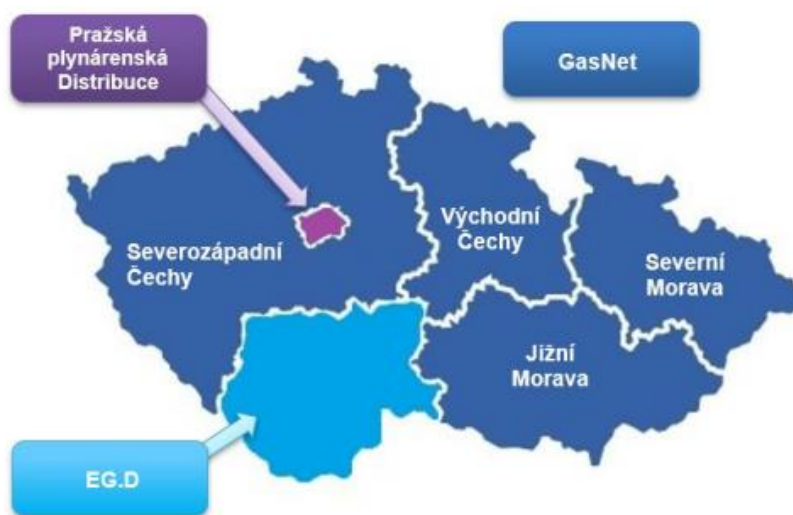 Pražská
plynárenská
Distribuce
GasNet
Východní
Čechy
Severozápadní
Čechy
Severní
Morava
Jižní
Morava
EG.D